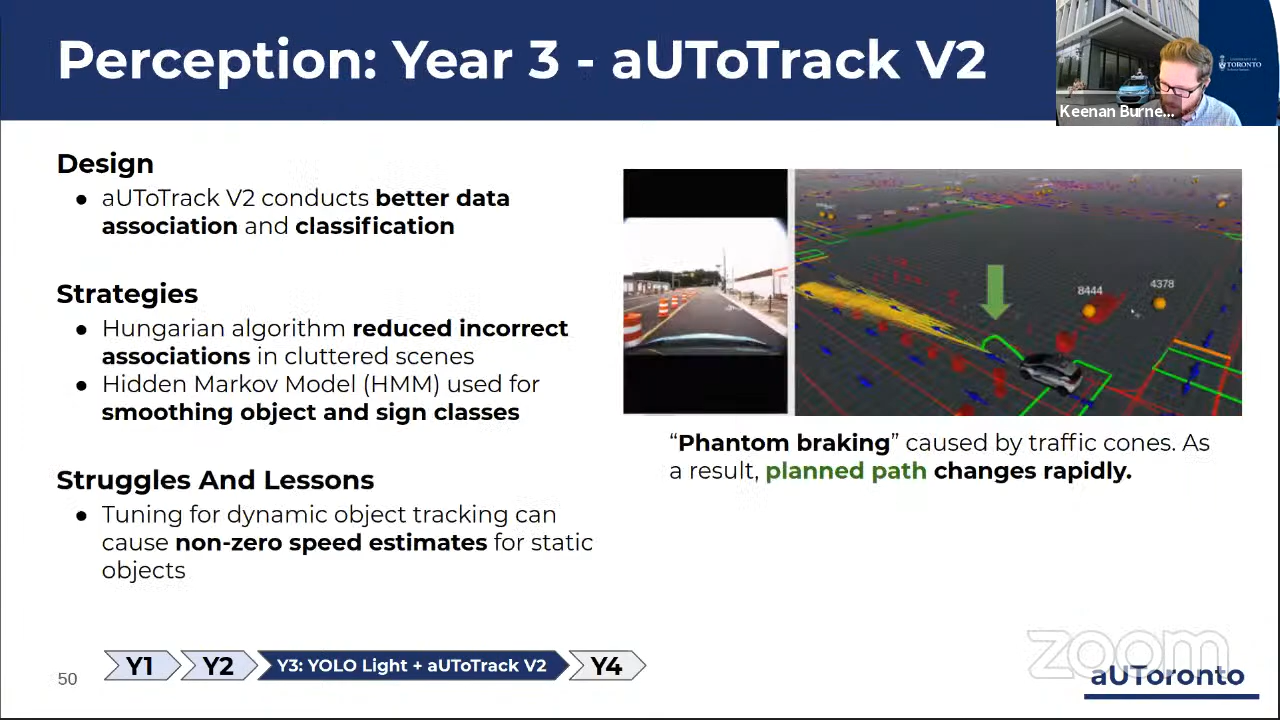 Perception: Year 3 - aUToTrack V2
UNIVERSITY OF
TORONTO
Keenan Burne...
Design
● aUToTrack V2 conducts better data
association and classification
Strategies
● Hungarian algorithm reduced incorrect
associations in cluttered scenes
● Hidden Markov Model (HMM) used for
smoothing object and sign classes
Struggles And Lessons
● Tuning for dynamic object tracking can
cause non-zero speed estimates for static
objects
8444
4378
“Phantom braking” caused by traffic cones. As
a result, planned path changes rapidly.
50
Y1
Y2
Y3: YOLO Light + aUToTrack V2
Y4
zoom
aUToronto